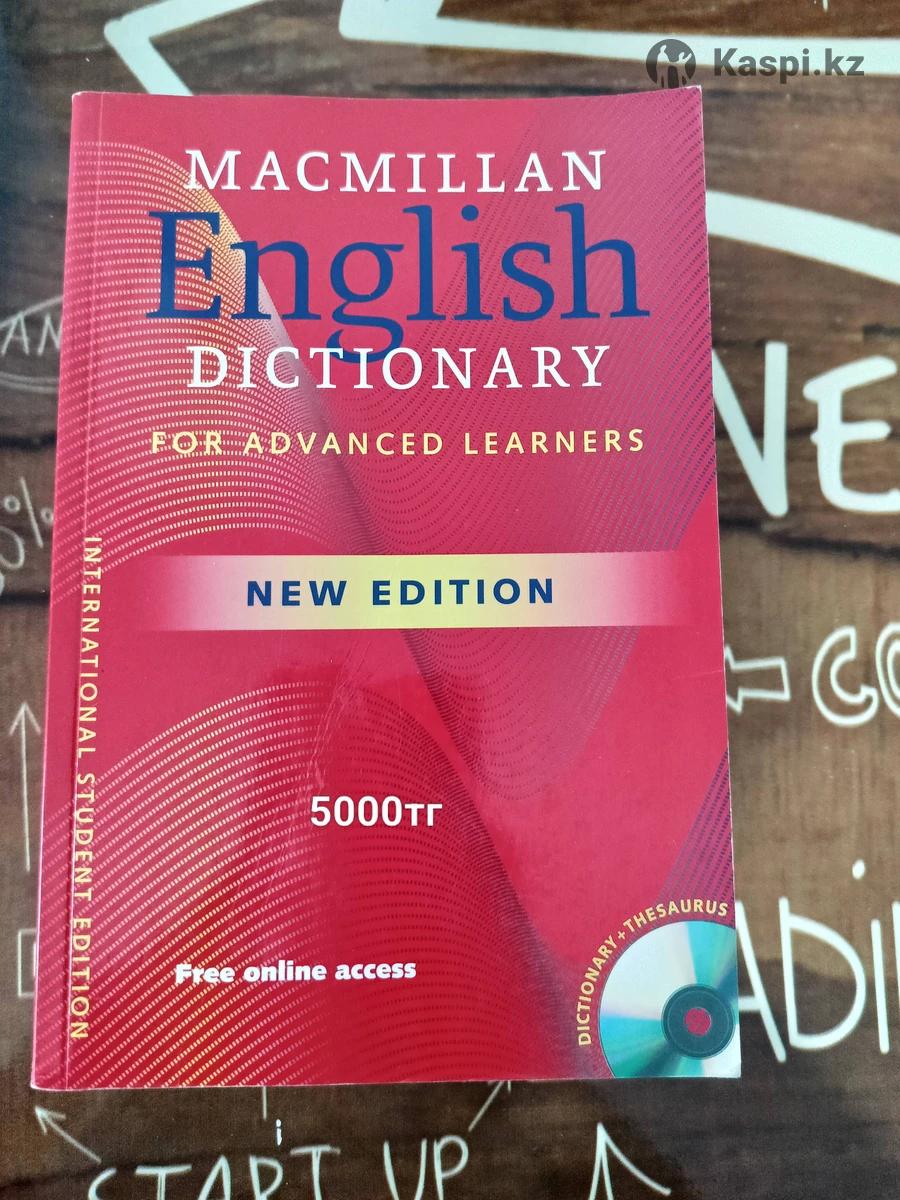 Kaspi.kz
MACMILLAN
English
DICTIONARY
FOR ADVANCED LEARNERS
NEW EDITION
INTERNATIONAL STUDENT EDITION
5000тг
Free online access
DICTIONARY + THESAURUS
START UP